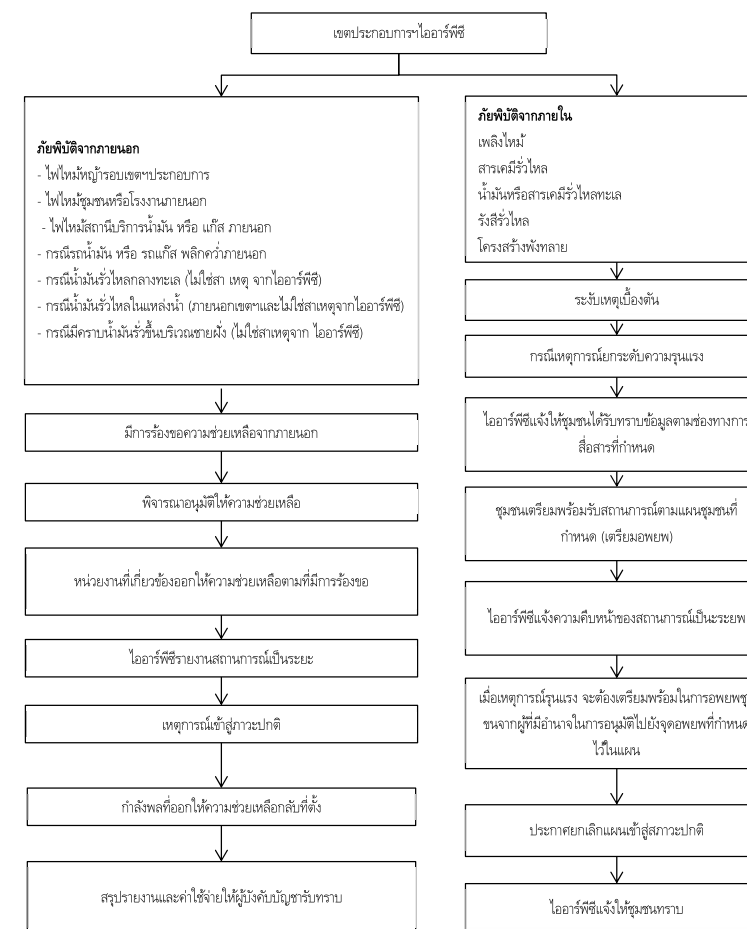 เขตประกอบการฯไออาร์พีซี
ภัยพิบัติจากภายนอก
- ไฟไหม้หญ้ารอบเขตฯประกอบการ
- ไฟไหม้ชุมชนหรือโรงงานภายนอก
- ไฟไหม้สถานีบริการน้ำมัน หรือ แก๊ส ภายนอก
- กรณีรถน้ำมัน หรือ รถแก๊ส พลิกคว่ำภายนอก
- กรณีน้ำมันรั่วไหลกลางทะเล (ไม่ใช่สา เหตุ จากไออาร์พีซี)
- กรณีน้ำมันรั่วไหลในแหล่งน้ำ (ภายนอกเขตฯและไม่ใช่สาเหตุจากไออาร์พีซี)
- กรณีมีคราบน้ำมันรั่วขึ้นบริเวณชายฝั่ง (ไม่ใช่สาเหตุจาก ไออาร์พีซี)
มีการร้องขอความช่วยเหลือจากภายนอก
พิจารณาอนุมัติให้ความช่วยเหลือ
หน่วยงานที่เกี่ยวข้องออกให้ความช่วยเหลือตามที่มีการร้องขอ
ไออาร์พีซีรายงานสถานการณ์เป็นระยะ
เหตุการณ์เข้าสู่ภาวะปกติ
กำลังพลที่ออกให้ความช่วยเหลือกลับที่ตั้ง
สรุปรายงานและค่าใช้จ่ายให้ผู้บังคับบัญชารับทราบ
ภัยพิบัติจากภายใน
เพลิงไหม้
สารเคมีรั่วไหล
น้ำมันหรือสารเคมีรั่วไหลทะเล
รังสีรั่วไหล
โครงสร้างพังทลาย
ระงับเหตุเบื้องต้น
กรณีเหตุการณ์ยกระดับความรุนแรง
ไออาร์พีซีแจ้งให้ชุมชนได้รับทราบข้อมูลตามช่องทางการ
สื่อสารที่กำหนด
ชุมชนเตรียมพร้อมรับสถานการณ์ตามแผนชุมชนที่
กำหนด (เตรียมอพยพ)
ไออาร์พีซีแจ้งความคืบหน้าของสถานการณ์เป็นะระยพ
เมื่อเหตุการณ์รุนแรง จะต้องเตรียมพร้อมในการอพยพชุ
ขนจากผู้ที่มีอำนาจในการอนุมัติไปยังจุดอพยพที่กำหนด
ไว้ในแผน
ประกาศยกเลิกแผนเข้าสู่สภาวะปกติ
ไออาร์พีซีแจ้งให้ชุมชนทราบ